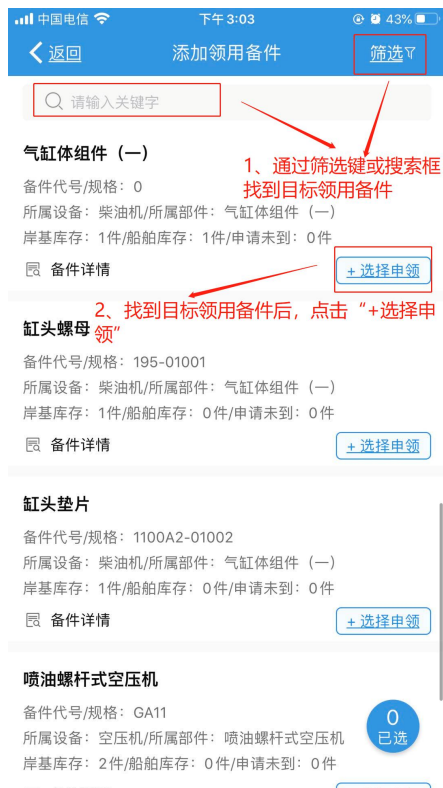 中国电信 下午3:03 43%
返回 添加领用备件 筛选
请输入关键字
气缸体组件（一）
1、通过筛选键或搜索框
找到目标领用备件
备件代号/规格：0
所属设备：柴油机/所属部件：气缸体组件（一）
岸基库存：1件/船舶库存：1件/申请未到：0件
备件详情 +选择申领
2、找到目标领用备件后，点击“+选择申
领”
缸头螺母
备件代号/规格：195-01001
所属设备：柴油机/所属部件：气缸体组件（一）
岸基库存：1件/船舶库存：0件/申请未到：0件
备件详情 +选择申领
缸头垫片
备件代号/规格：1100A2-01002
所属设备：柴油机/所属部件：气缸体组件（一）
岸基库存：1件/船舶库存：0件/申请未到：0件
备件详情 +选择申领
喷油螺杆式空压机
备件代号/规格：GA11
所属设备：空压机/所属部件：喷油螺杆式空压机
岸基库存：2件/船舶库存：0件/申请未到：0件
0
已选